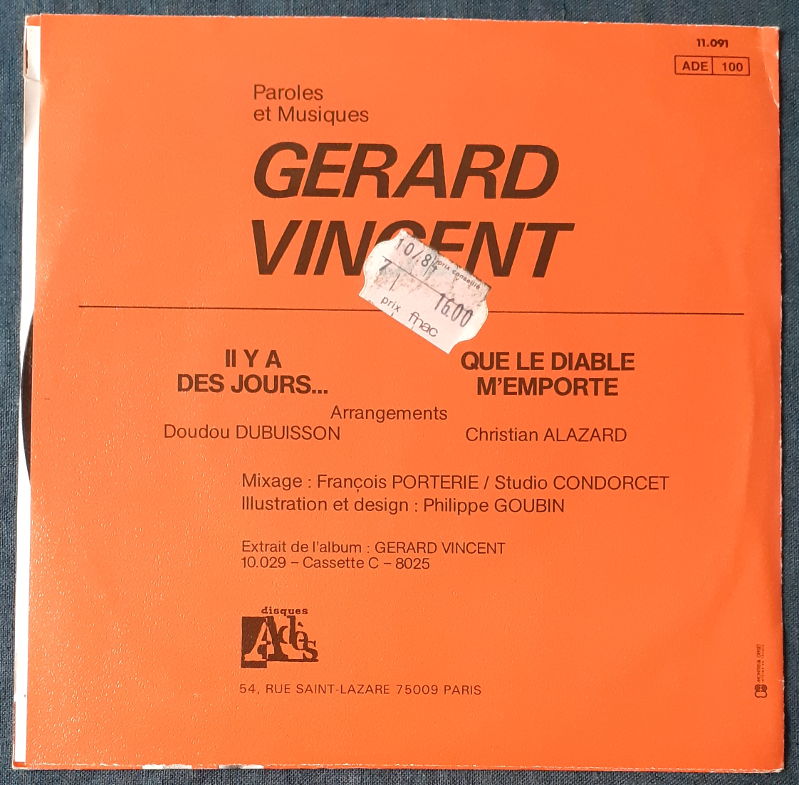 11.091
ADE 100
Paroles
et Musiques
GERARD
VINCENT
10/8
prix conseillé
16.00
prix fnac
Il Y A
DES JOURS...
QUE LE DIABLE
M'EMPORTE
Arrangements
Doudou DUBUISSON
Christian ALAZARD
Mixage : François PORTERIE / Studio CONDORCET
Illustration et design : Philippe GOUBIN
Extrait de l'album : GERARD VINCENT
10.029 – Cassette C – 8025
disques
Adès
54, RUE SAINT-LAZARE 75009 PARIS